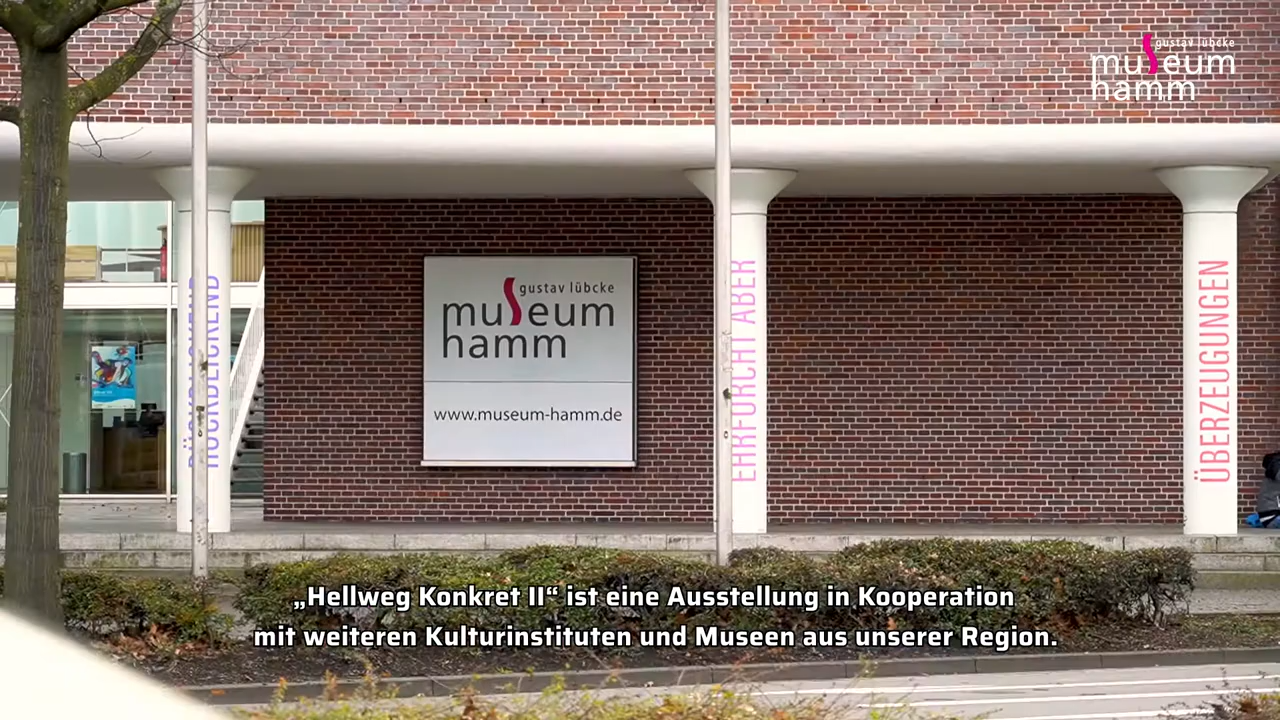 gustav lübcke
museum
hamm
gustav lübcke
museum
hamm
www.museum-hamm.de
RÜCKBLICKEND
EHRFURCHT ABER
ÜBERZEUGUNGEN
„Hellweg Konkret II“ ist eine Ausstellung in Kooperation
mit weiteren Kulturinstituten und Museen aus unserer Region.